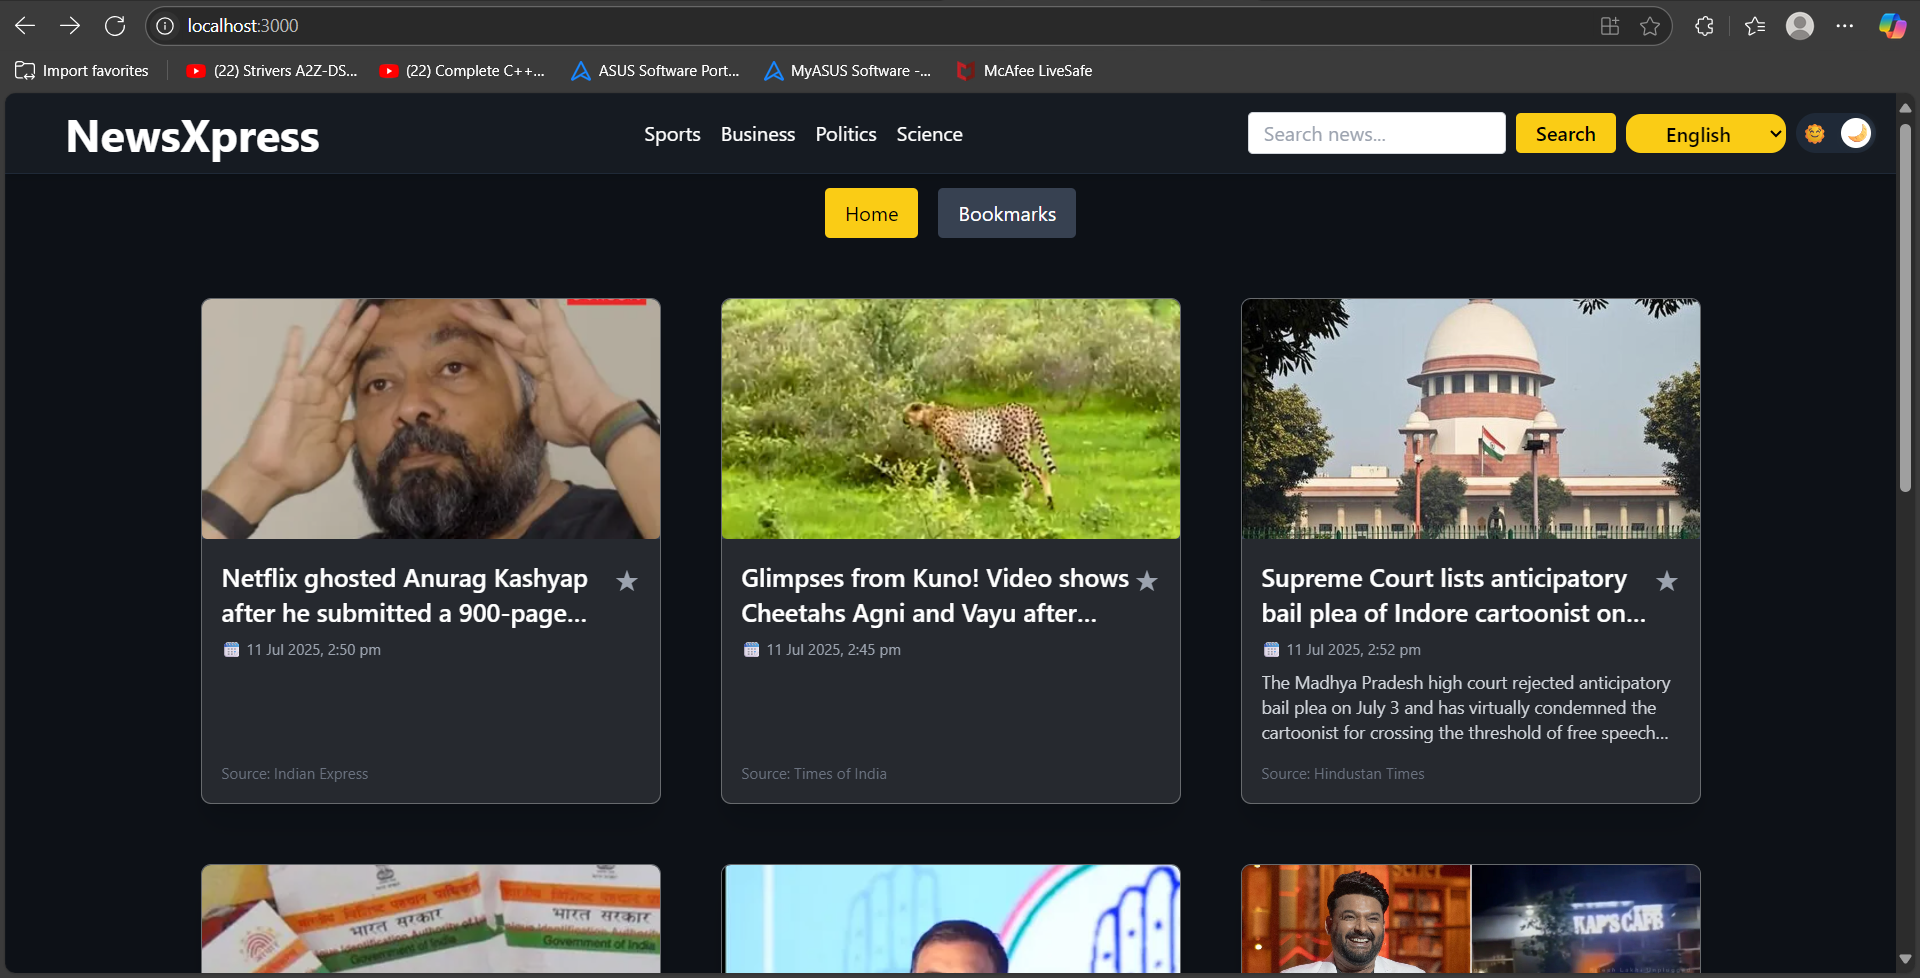 localhost:3000
Import favorites
(22) Strivers A2Z-DS...
(22) Complete C++...
ASUS Software Port...
MyASUS Software -...
McAfee LiveSafe
NewsXpress
Sports
Business
Politics
Science
Search news...
Search
English
Home
Bookmarks
Netflix ghosted Anurag Kashyap
after he submitted a 900-page...
11 Jul 2025, 2:50 pm
Source: Indian Express
Glimpses from Kuno! Video shows
Cheetahs Agni and Vayu after...
11 Jul 2025, 2:45 pm
Source: Times of India
Supreme Court lists anticipatory
bail plea of Indore cartoonist on...
11 Jul 2025, 2:52 pm
The Madhya Pradesh high court rejected anticipatory
bail plea on July 3 and has virtually condemned the
cartoonist for crossing the threshold of free speech...
Source: Hindustan Times
भारत सरकार
Government of India
भारत सरकार
Government of India
KAP'S CAFE